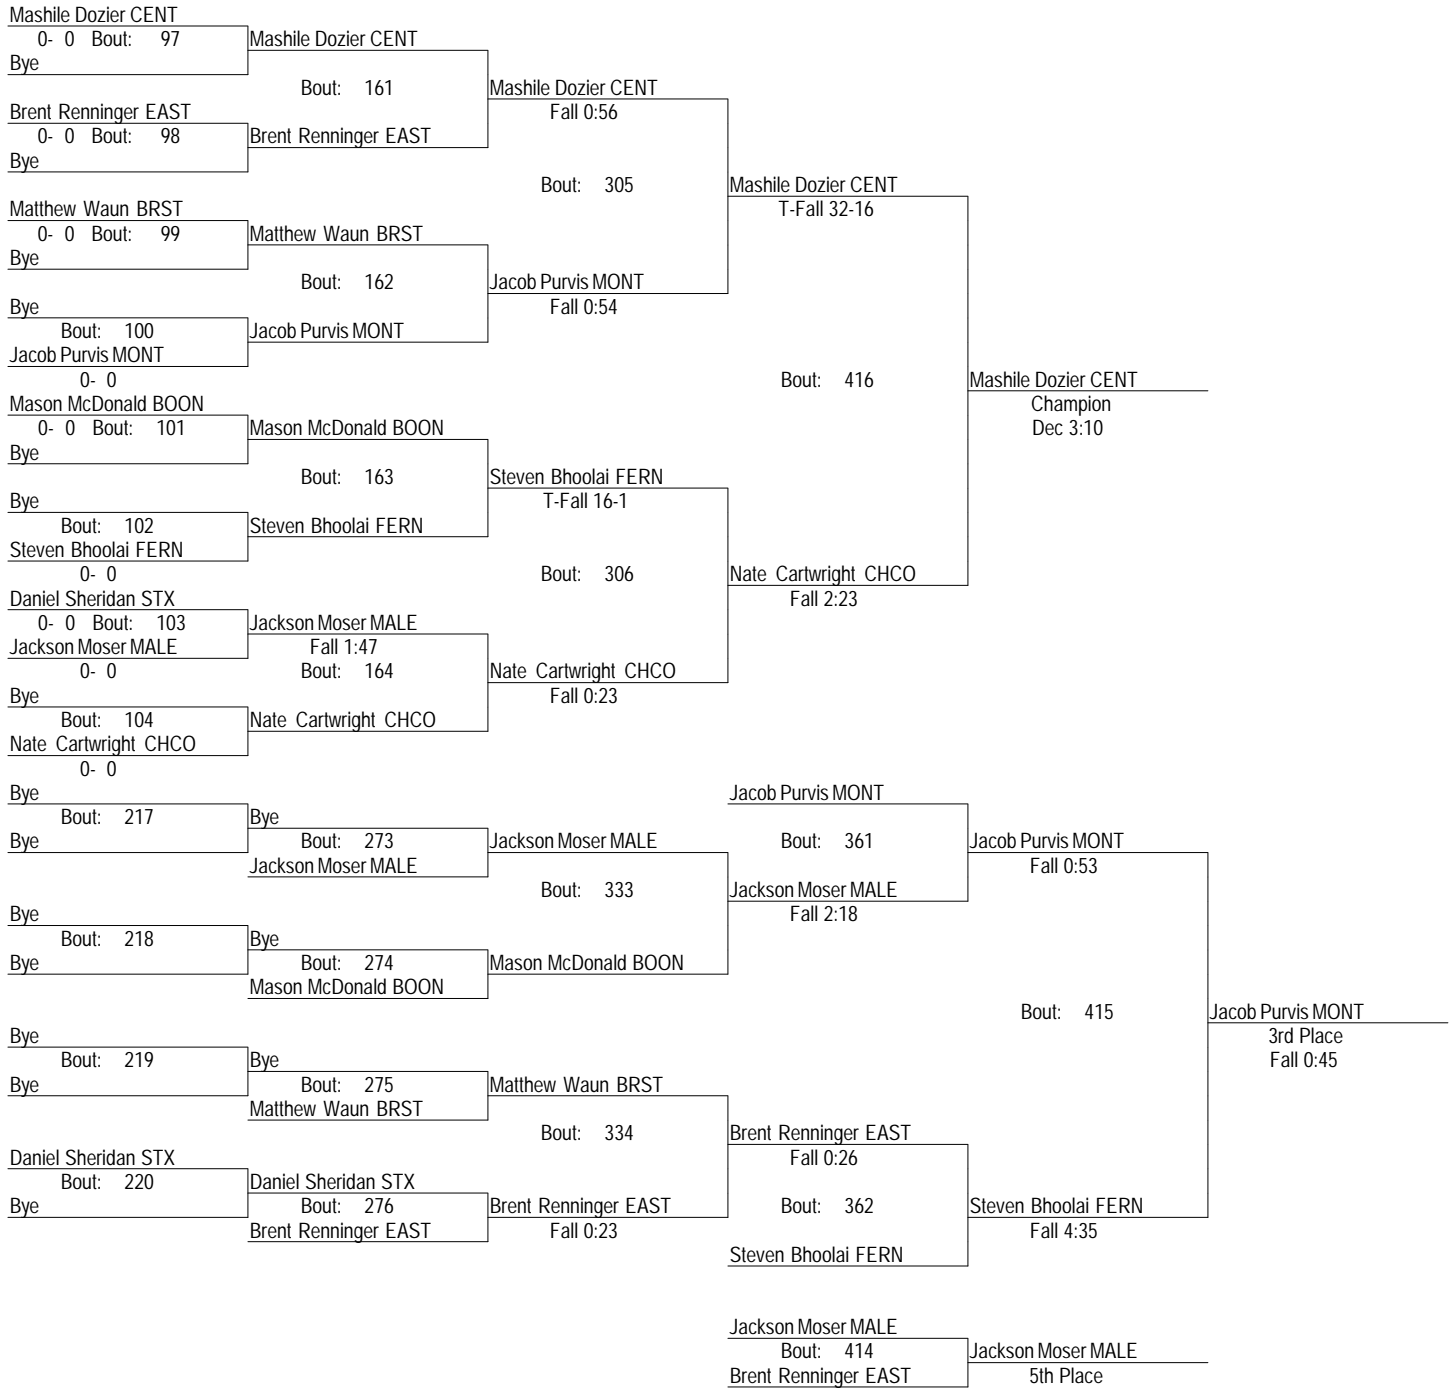 Mashile Dozier CENT
0- 0 Bout: 97 Mashile Dozier CENT
Bye
Bout: 161 Mashile Dozier CENT
Brent Renninger EAST Fall 0:56
0- 0 Bout: 98 Brent Renninger EAST
Bye
Bout: 305 Mashile Dozier CENT
Matthew Waun BRST T-Fall 32-16
0- 0 Bout: 99 Matthew Waun BRST
Bye
Bout: 162 Jacob Purvis MONT
Bye Fall 0:54
Bout: 100 Jacob Purvis MONT
Jacob Purvis MONT
0- 0 Bout: 416 Mashile Dozier CENT
Mason McDonald BOON Champion
0- 0 Bout: 101 Mason McDonald BOON Dec 3:10
Bye
Bout: 163 Steven Bhoolai FERN
Bye T-Fall 16-1
Bout: 102 Steven Bhoolai FERN
Steven Bhoolai FERN
0- 0 Bout: 306 Nate Cartwright CHCO
Daniel Sheridan STX Fall 2:23
0- 0 Bout: 103 Jackson Moser MALE
Jackson Moser MALE Fall 1:47
0- 0 Bout: 164 Nate Cartwright CHCO
Bye Fall 0:23
Bout: 104 Nate Cartwright CHCO
Nate Cartwright CHCO
0- 0
Bye Jacob Purvis MONT
Bout: 217 Bye
Bye Bout: 273 Jackson Moser MALE Bout: 361 Jacob Purvis MONT
Jackson Moser MALE Fall 0:53
Bout: 333 Jackson Moser MALE
Bye Fall 2:18
Bout: 218 Bye
Bye Bout: 274 Mason McDonald BOON
Mason McDonald BOON
Bout: 415 Jacob Purvis MONT
Bye 3rd Place
Bout: 219 Bye Fall 0:45
Bye Bout: 275 Matthew Waun BRST
Matthew Waun BRST
Bout: 334 Brent Renninger EAST
Daniel Sheridan STX Fall 0:26
Bout: 220 Daniel Sheridan STX
Bye Bout: 276 Brent Renninger EAST Bout: 362 Steven Bhoolai FERN
Brent Renninger EAST Fall 0:23 Fall 4:35
Steven Bhoolai FERN
Jackson Moser MALE
Bout: 414 Jackson Moser MALE
Brent Renninger EAST 5th Place